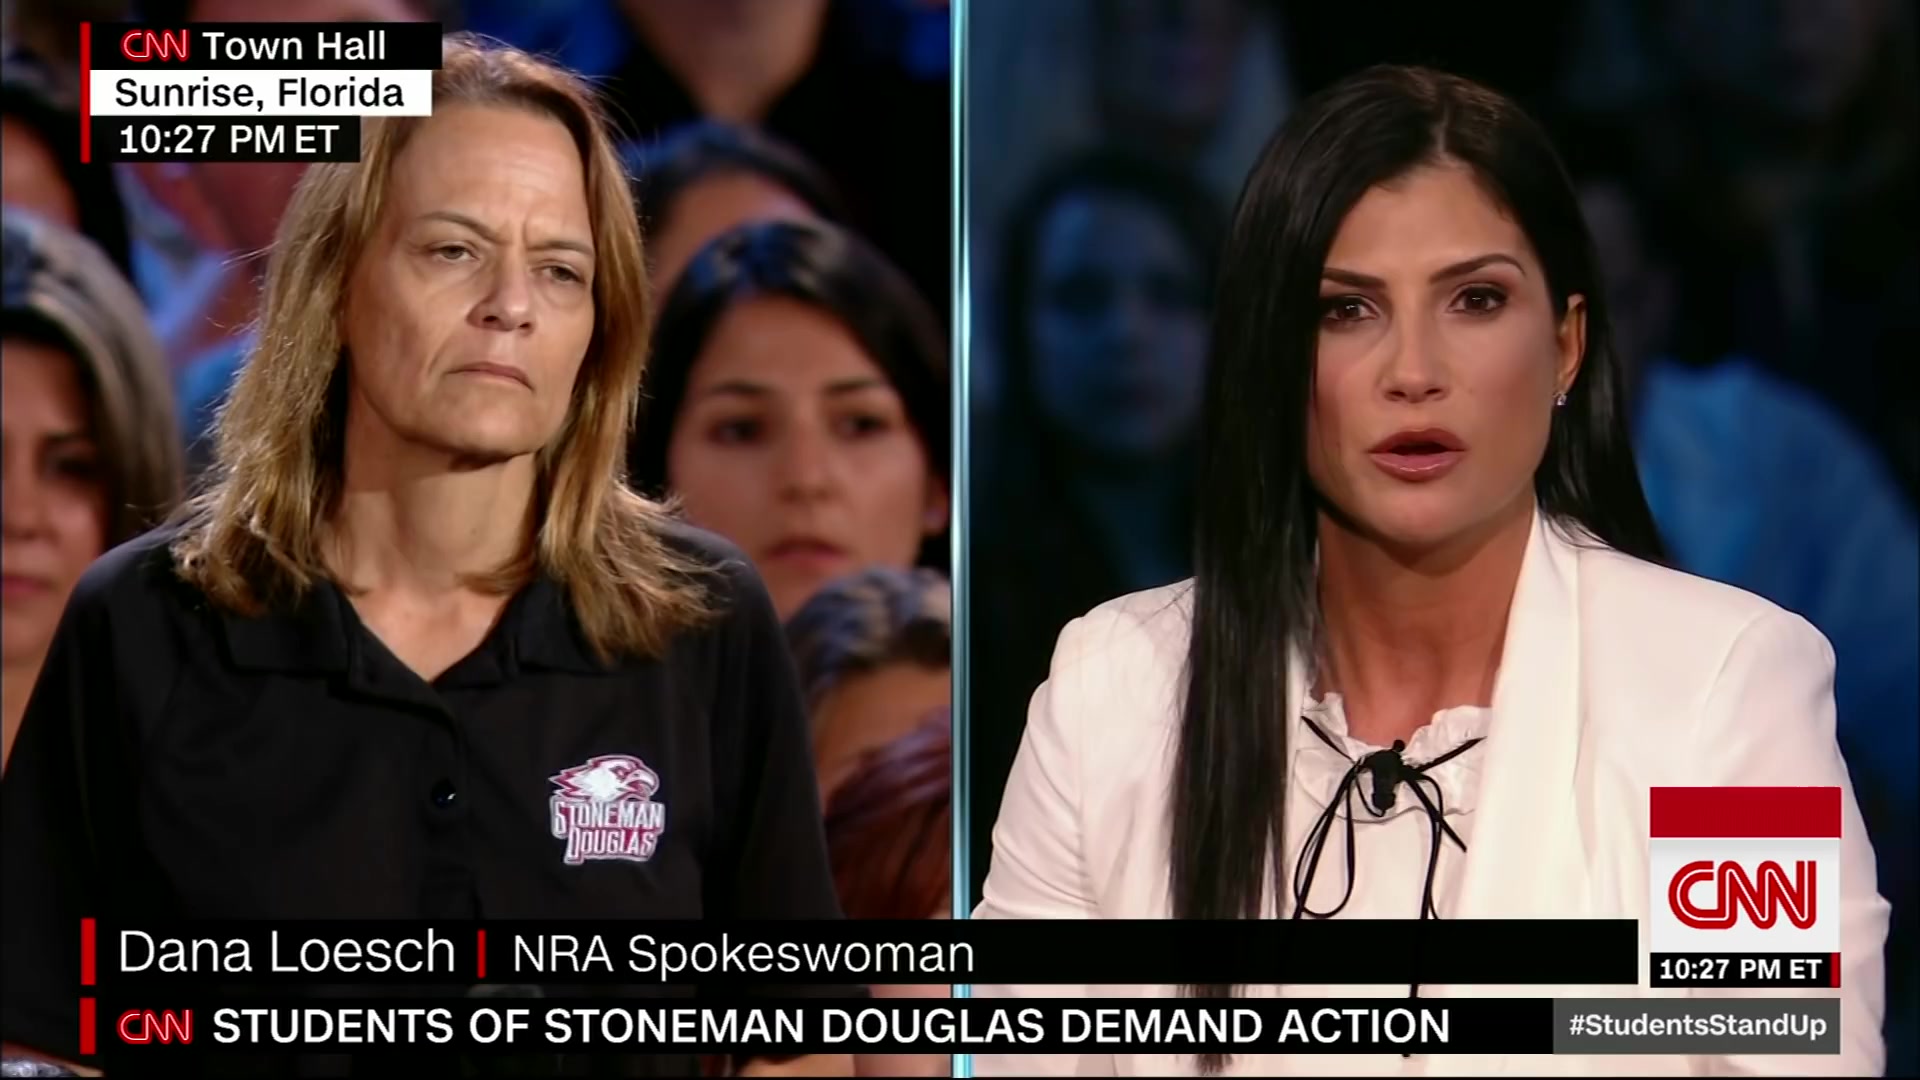 CNN Town Hall
Sunrise, Florida
10:27 PM ET
STONEMAN
DOUGLAS
Dana Loesch | NRA Spokeswoman
CNN
10:27 PM ET
CNN STUDENTS OF STONEMAN DOUGLAS DEMAND ACTION
#StudentsStandUp